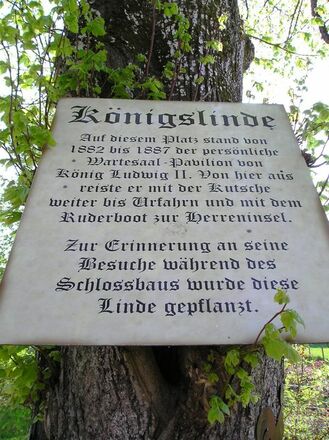 Königslinde
Auf diesem Platz stand von
1882 bis 1887 der persönliche
Wartesaal-Pavilion von
König Ludwig II. Von hier aus
reiste er mit der Kutsche
weiter bis Urfahrn und mit dem
Ruderboot zur Herreninsel.
Zur Erinnerung an seine
Besuche während des
Schlossbaus wurde diese
Linde gepflanzt.